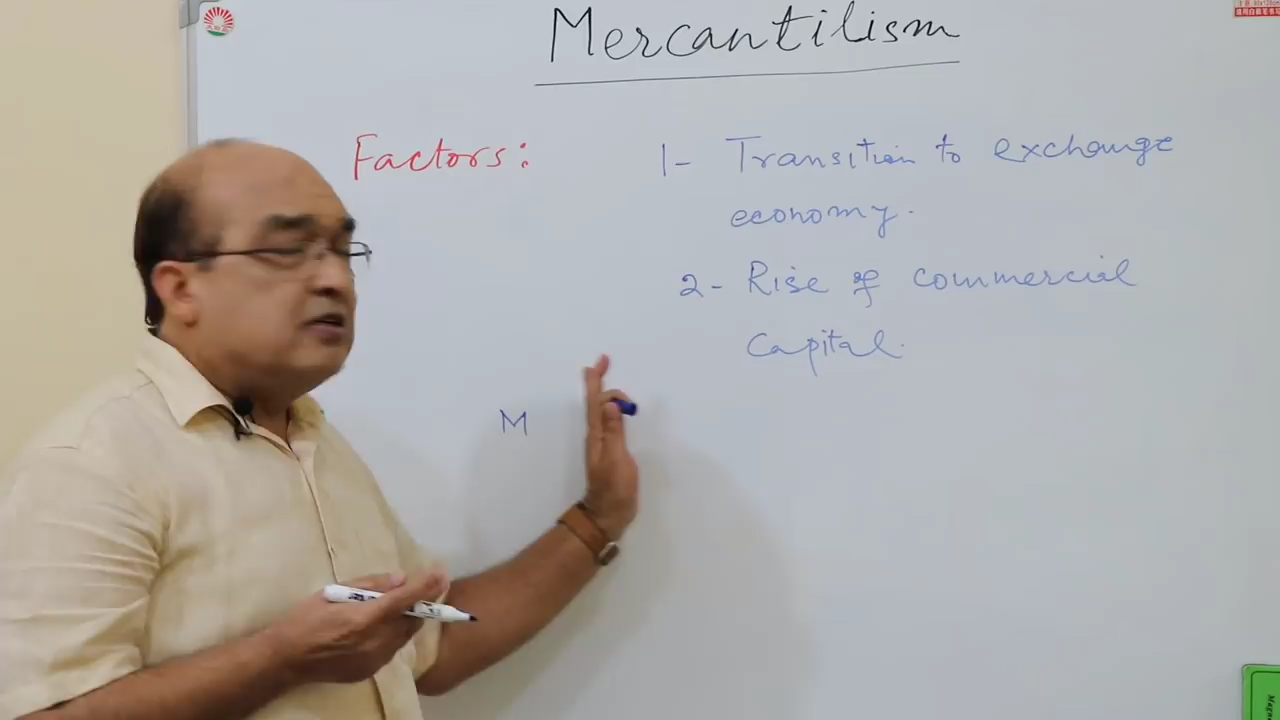 Mercantilism
Factors:
1- Transition to exchange
economy.
2- Rise of commercial
Capital.
M